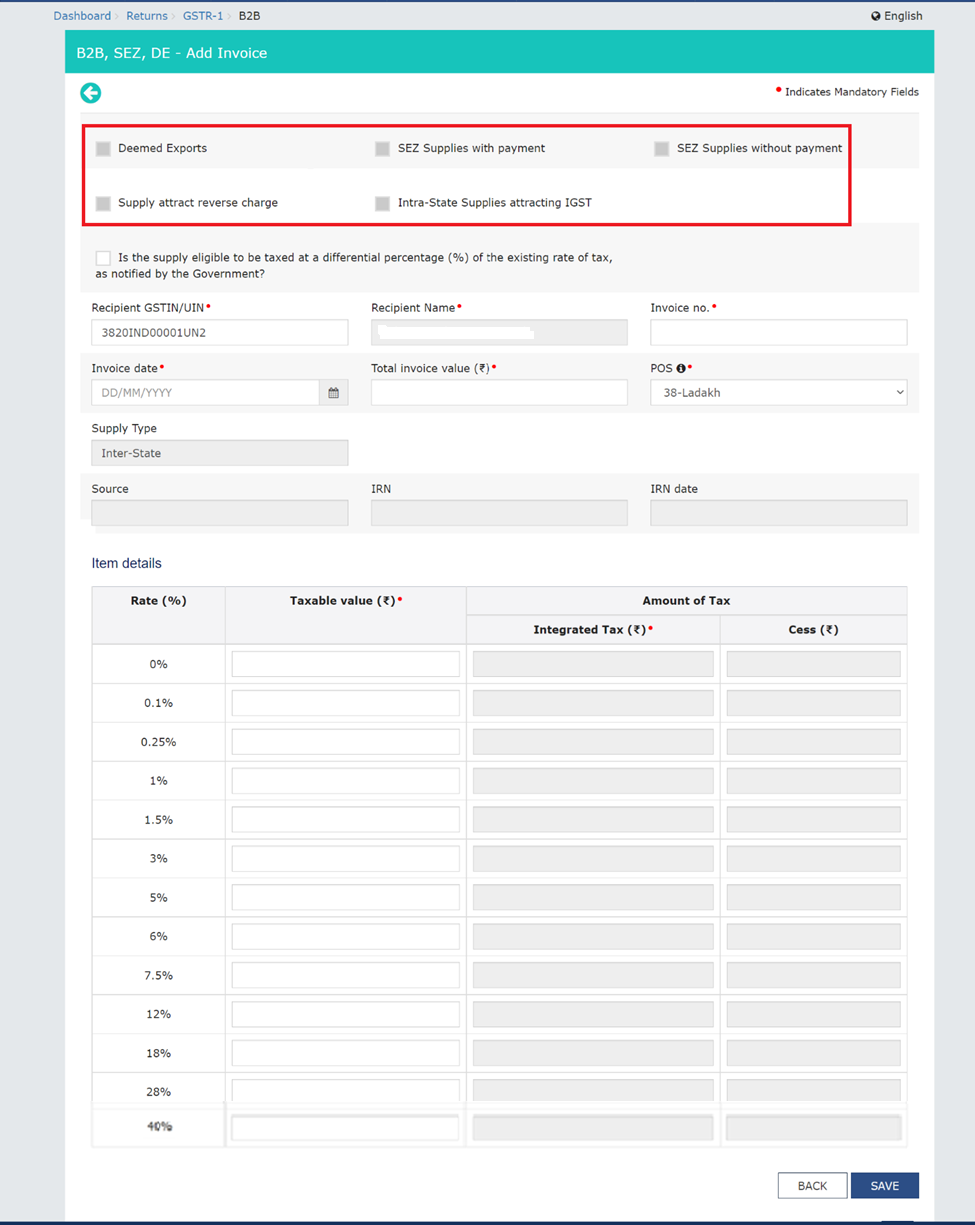 Dashboard › Returns › GSTR-1 › B2B English
B2B, SEZ, DE - Add Invoice
• Indicates Mandatory Fields
Deemed Exports SEZ Supplies with payment SEZ Supplies without payment
Supply attract reverse charge Intra-State Supplies attracting IGST
Is the supply eligible to be taxed at a differential percentage (%) of the existing rate of tax,
as notified by the Government?
Recipient GSTIN/UIN• Recipient Name• Invoice no.•
3820IND00001UN2
Invoice date• Total invoice value (₹)• POS •
DD/MM/YYYY 38-Ladakh
Supply Type
Inter-State
Source IRN IRN date
Item details
Rate (%) Taxable value (₹)• Amount of Tax
Integrated Tax (₹)• Cess (₹)
0%
0.1%
0.25%
1%
1.5%
3%
5%
6%
7.5%
12%
18%
28%
40%
BACK SAVE